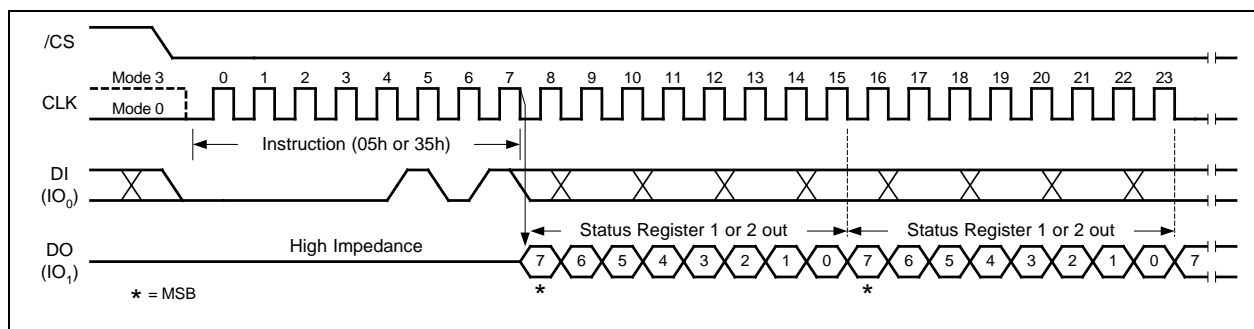 /CS
Mode 3 0 1 2 3 4 5 6 7 8 9 10 11 12 13 14 15 16 17 18 19 20 21 22 23
CLK Mode 0
Instruction (05h or 35h)
DI
(IO0)
Status Register 1 or 2 out Status Register 1 or 2 out
DO High Impedance
(IO1) 7 6 5 4 3 2 1 0 7 6 5 4 3 2 1 0 7
* *
* = MSB